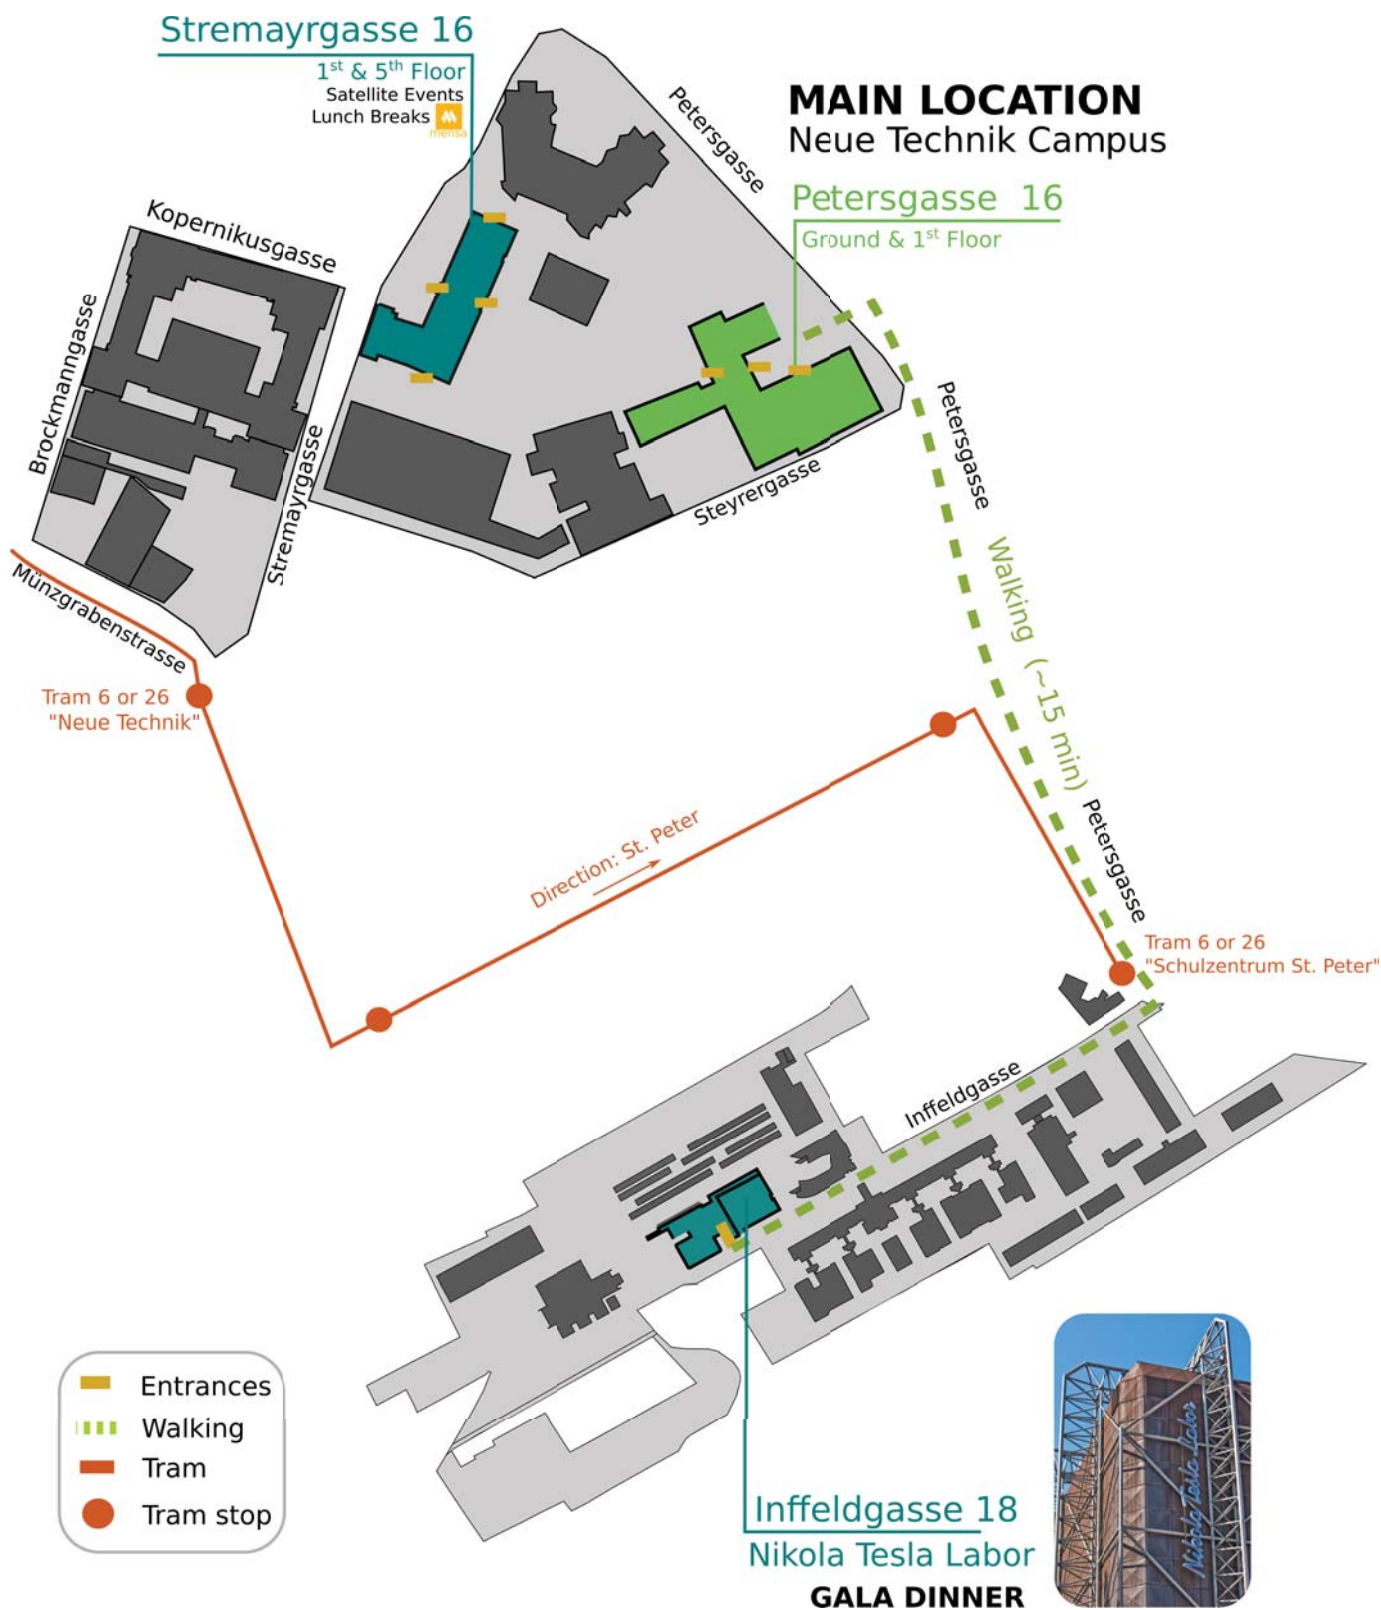 Stremayrgasse 16
1st & 5th Floor
Satellite Events
Lunch Breaks
mensa
MAIN LOCATION
Neue Technik Campus
Petersgasse 16
Ground & 1st Floor
Petersgasse
Kopernikusgasse
Brockmanngasse
Stremayrgasse
Steyrergasse
Münzgrabenstrasse
Petersgasse
Walking (~15 min)
Petersgasse
Tram 6 or 26
"Neue Technik"
Direction: St. Peter
Tram 6 or 26
"Schulzentrum St. Peter"
Inffeldgasse
Entrances
Walking
Tram
Tram stop
Inffeldgasse 18
Nikola Tesla Labor
GALA DINNER
Nikola Tesla Labor